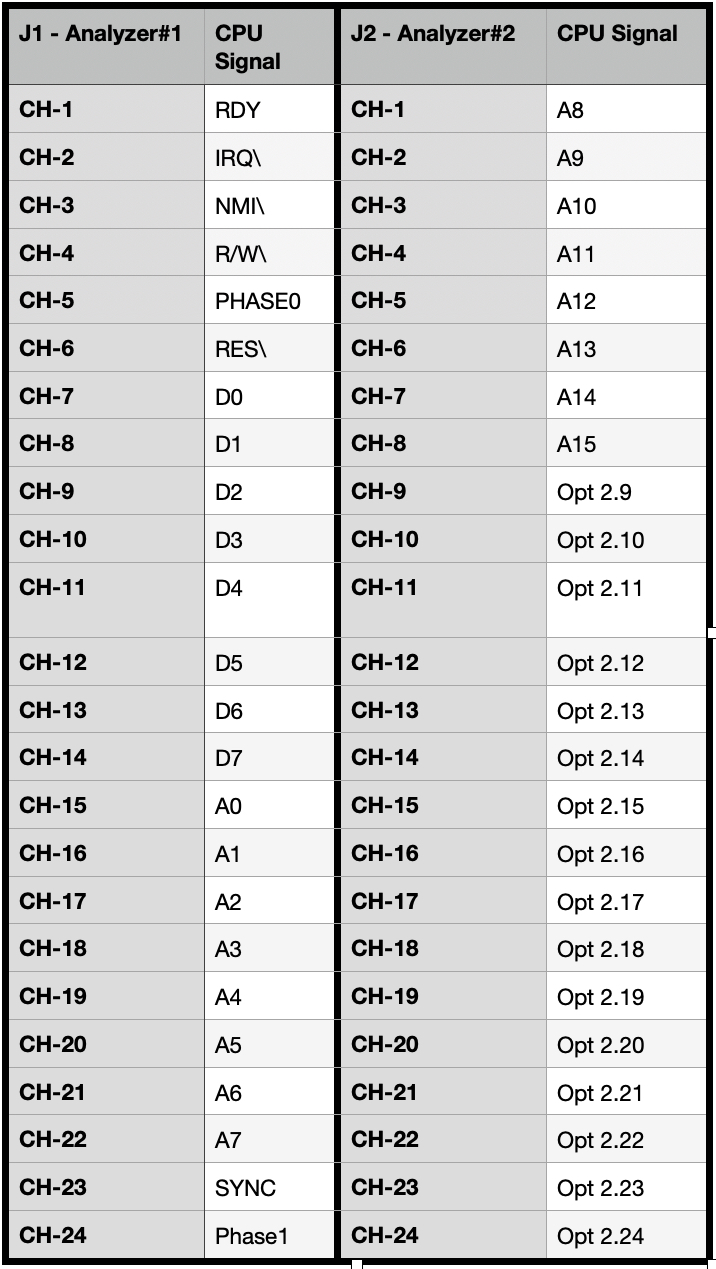 J1 - Analyzer#1 CPU Signal J2 - Analyzer#2 CPU Signal
CH-1 RDY CH-1 A8
CH-2 IRQ\ CH-2 A9
CH-3 NMI\ CH-3 A10
CH-4 R/W\ CH-4 A11
CH-5 PHASE0 CH-5 A12
CH-6 RES\ CH-6 A13
CH-7 D0 CH-7 A14
CH-8 D1 CH-8 A15
CH-9 D2 CH-9 Opt 2.9
CH-10 D3 CH-10 Opt 2.10
CH-11 D4 CH-11 Opt 2.11
CH-12 D5 CH-12 Opt 2.12
CH-13 D6 CH-13 Opt 2.13
CH-14 D7 CH-14 Opt 2.14
CH-15 A0 CH-15 Opt 2.15
CH-16 A1 CH-16 Opt 2.16
CH-17 A2 CH-17 Opt 2.17
CH-18 A3 CH-18 Opt 2.18
CH-19 A4 CH-19 Opt 2.19
CH-20 A5 CH-20 Opt 2.20
CH-21 A6 CH-21 Opt 2.21
CH-22 A7 CH-22 Opt 2.22
CH-23 SYNC CH-23 Opt 2.23
CH-24 Phase1 CH-24 Opt 2.24